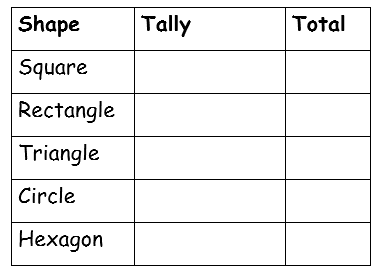 Shape Tally Total
Square
Rectangle
Triangle
Circle
Hexagon